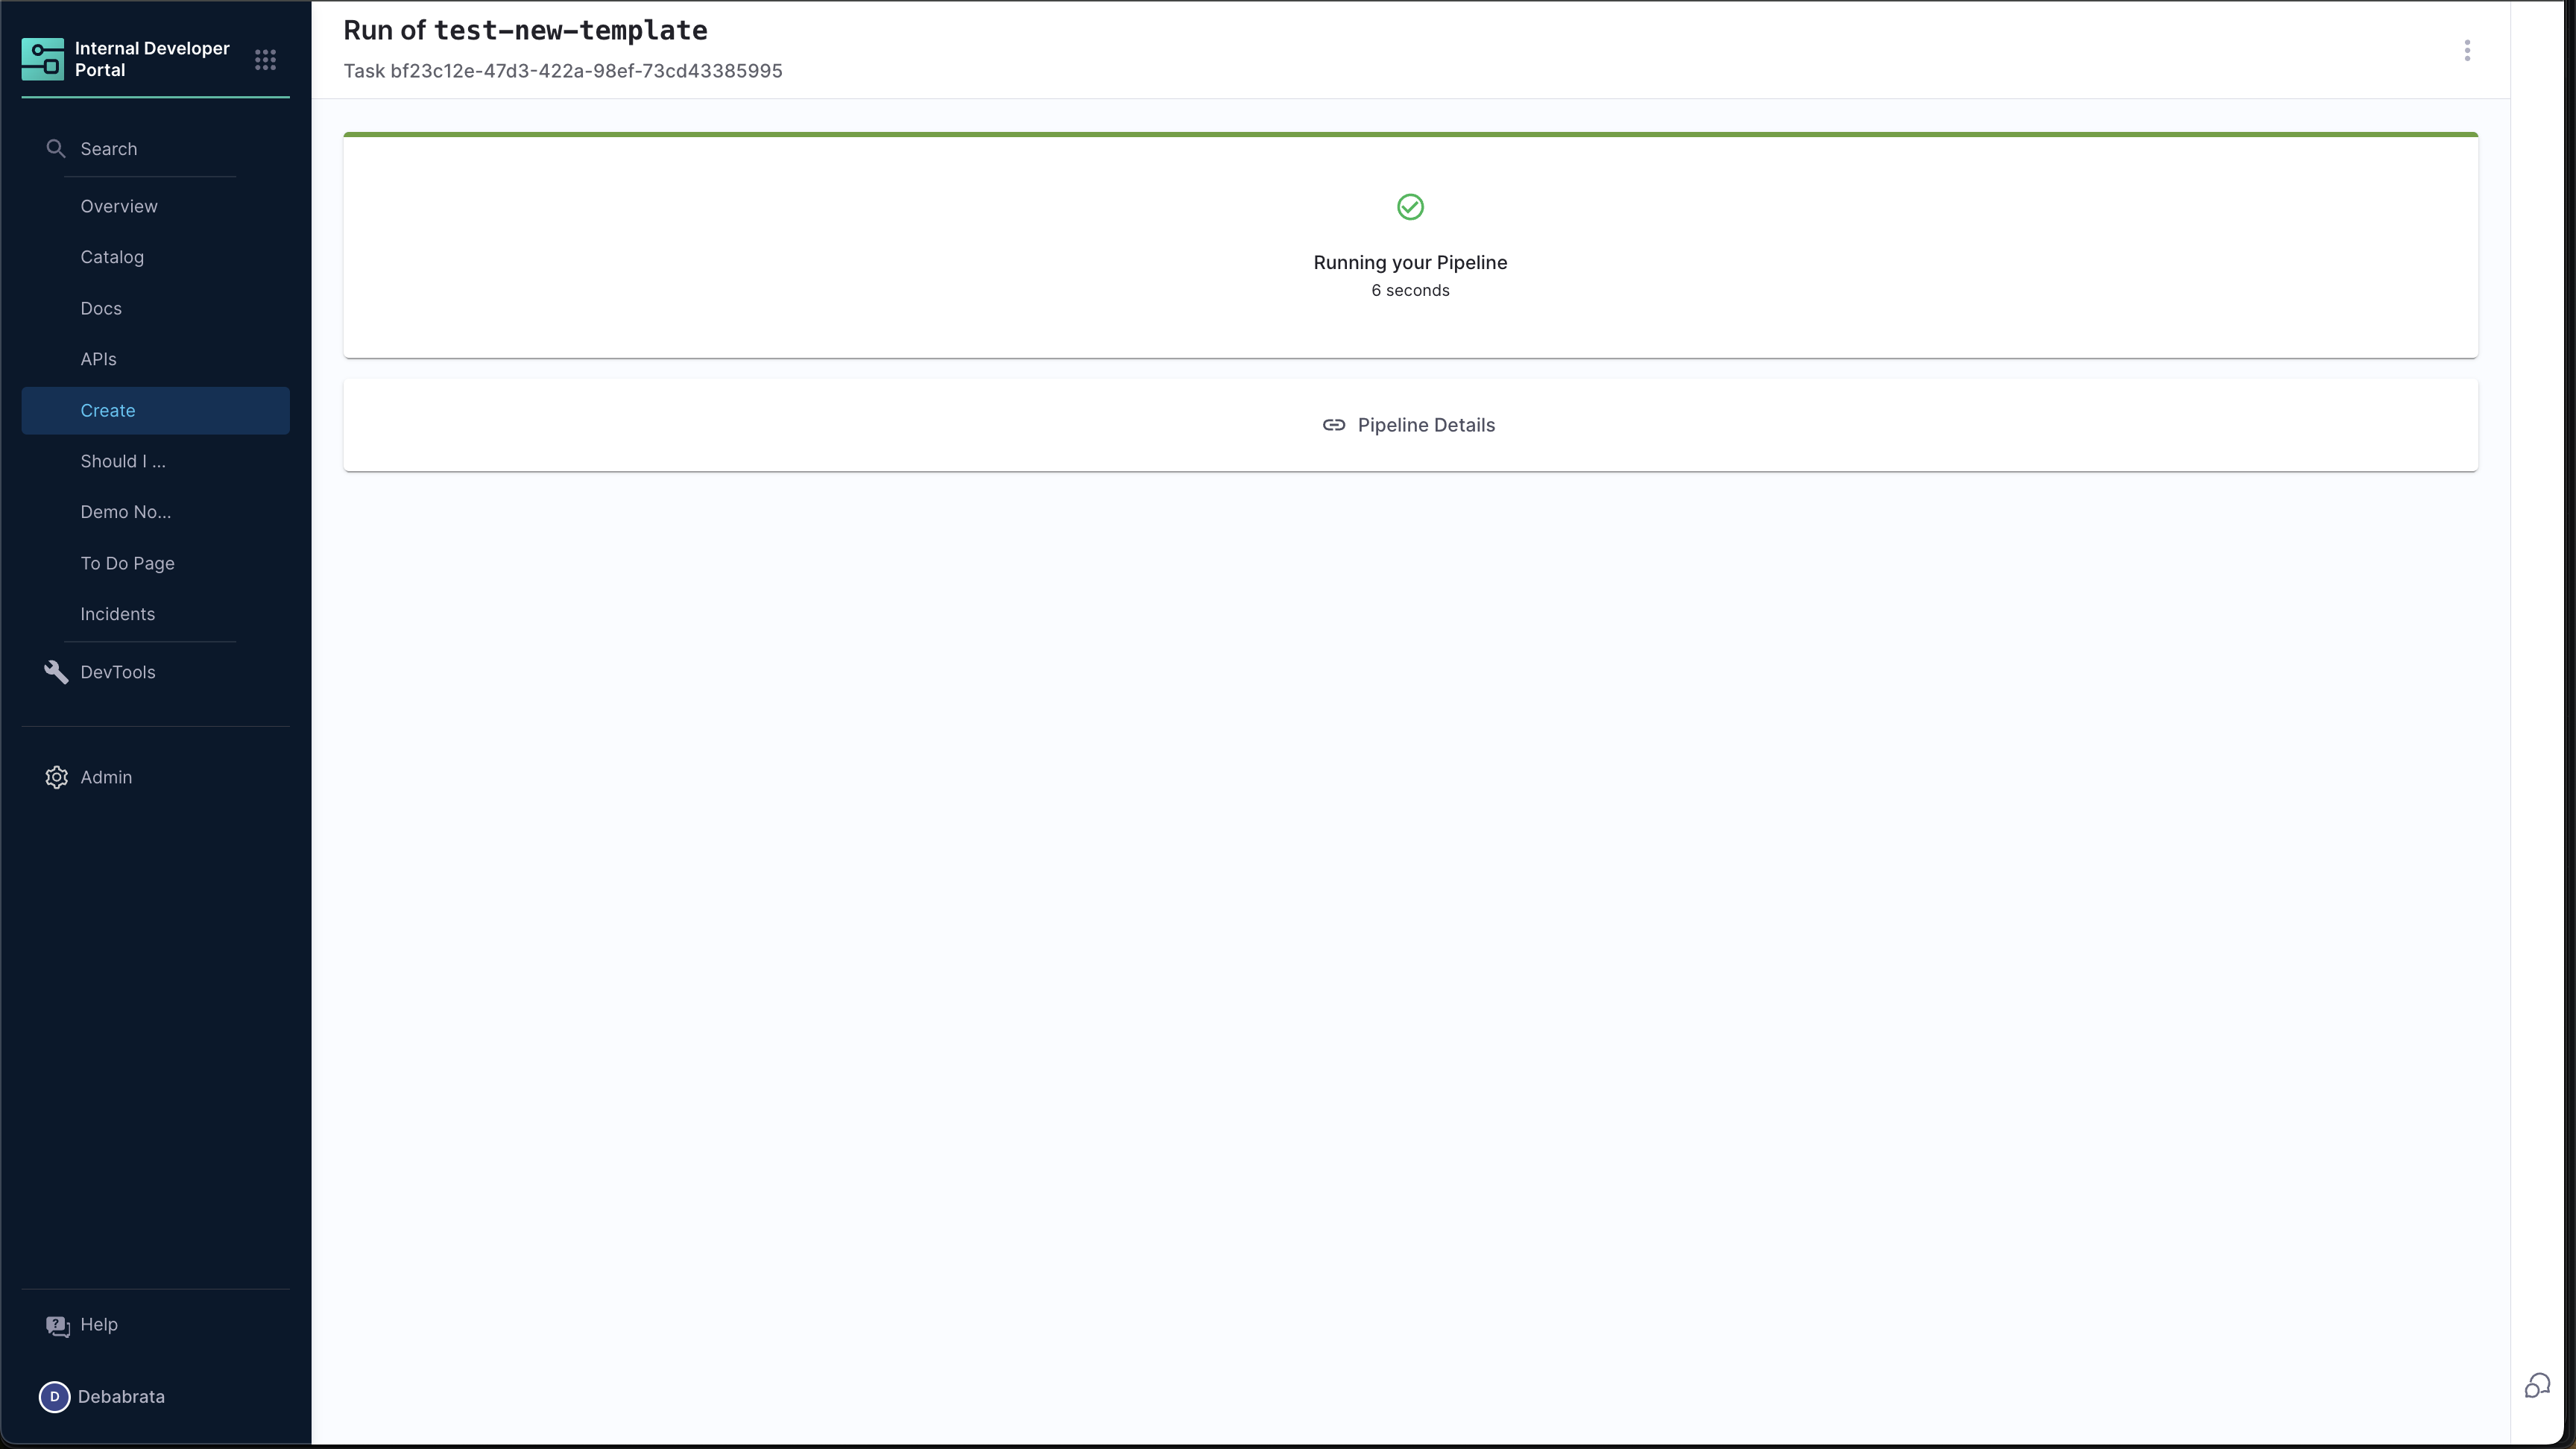 Internal Developer
Portal
Search
Overview
Catalog
Docs
APIs
Create
Should I ...
Demo No...
To Do Page
Incidents
DevTools
Admin
Help
D
Debabrata
Run of test-new-template
Task bf23c12e-47d3-422a-98ef-73cd43385995
Running your Pipeline
6 seconds
Pipeline Details